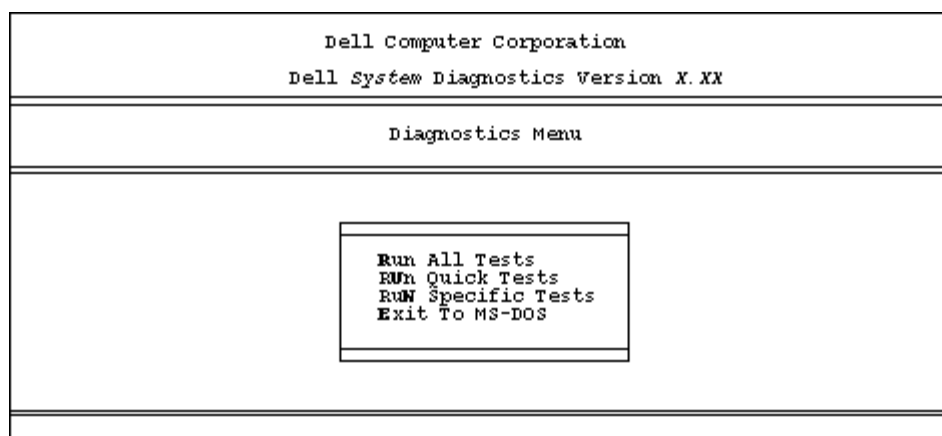 Dell Computer Corporation
Dell System Diagnostics Version X.XX
Diagnostics Menu
Run All Tests
RUn Quick Tests
RuN Specific Tests
Exit To MS-DOS